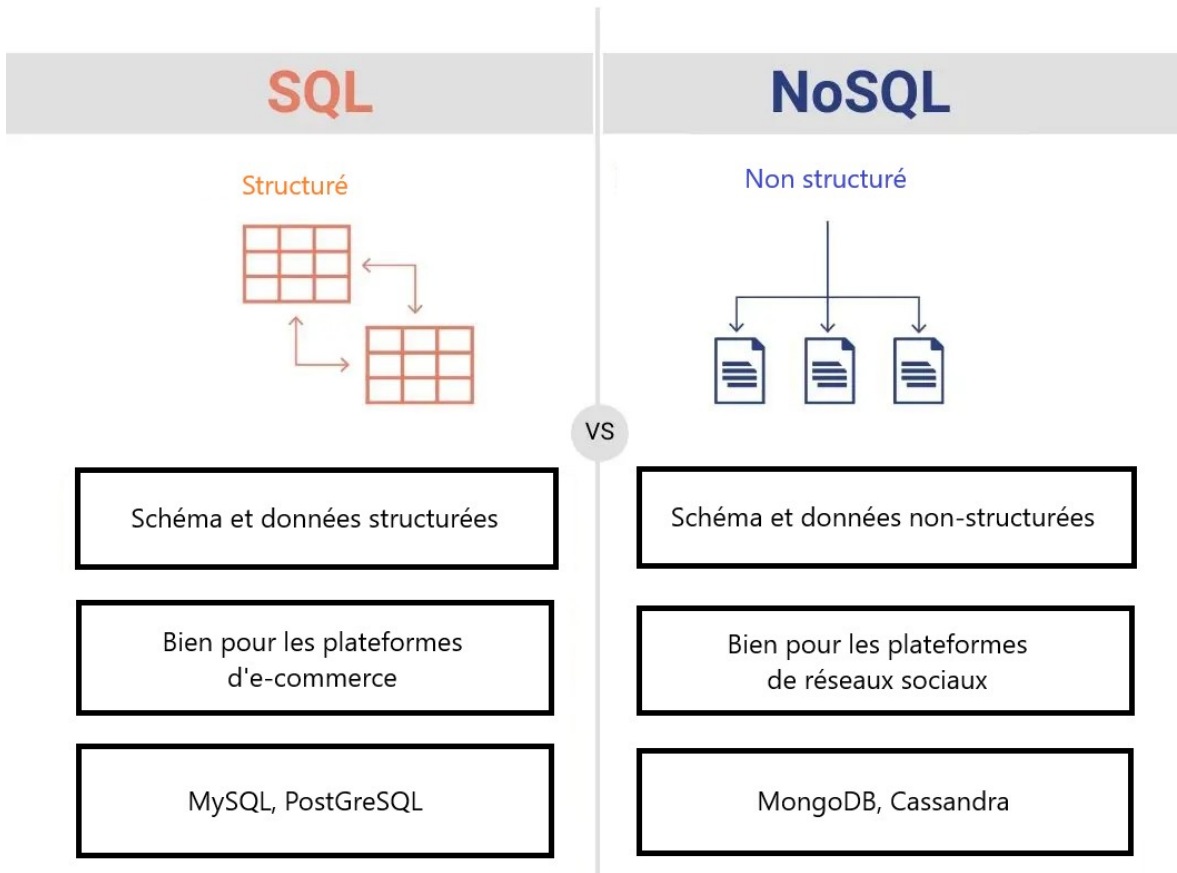 SQL
Structuré
Schéma et données structurées
Bien pour les plateformes
d'e-commerce
MySQL, PostGreSQL
VS
NoSQL
Non structuré
Schéma et données non-structurées
Bien pour les plateformes
de réseaux sociaux
MongoDB, Cassandra